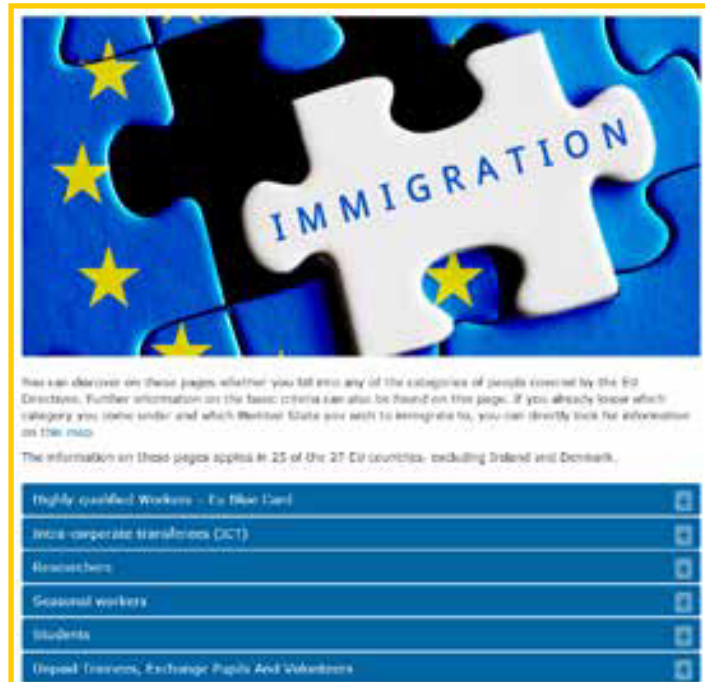 IMMIGRATION
You can discover on these pages whether you fall into any of the categories of people covered by the EU
Directives. Further information on the basic criteria can also be found on this page. If you already know which
category you come under and which Member State you wish to immigrate to, you can directly look for information
on this map.
The information on these pages applies in 25 of the 27 EU countries, excluding Ireland and Denmark.
Highly qualified Workers - Eu Blue Card
Intra-corporate transferees (ICT)
Researchers
Seasonal workers
Students
Unpaid Trainees, Exchange Pupils And Volunteers